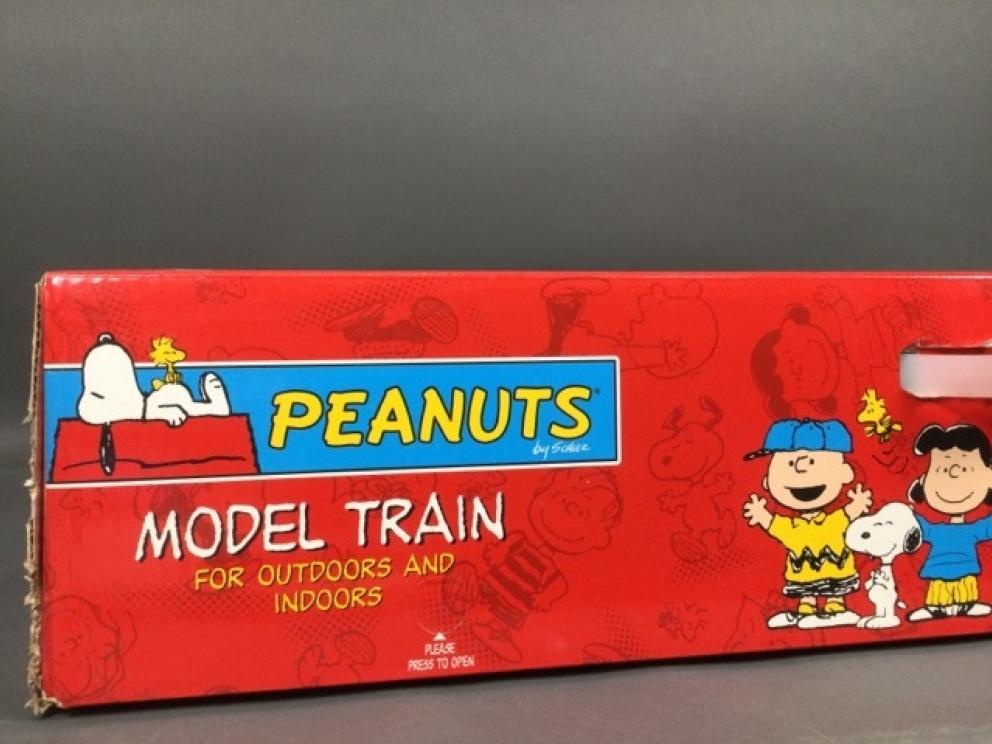 PEANUTS®
by SCHULZ
MODEL TRAIN
FOR OUTDOORS AND
INDOORS
PLEASE
PRESS TO OPEN